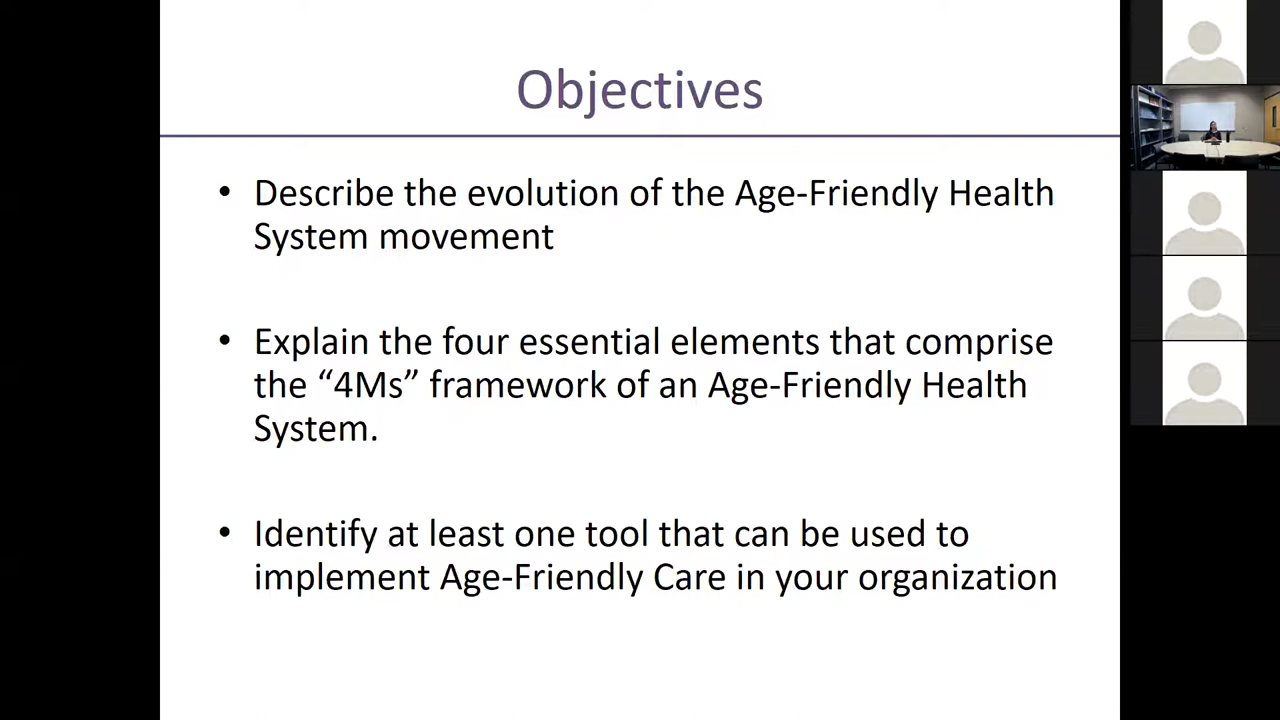 Objectives
• Describe the evolution of the Age-Friendly Health
System movement
• Explain the four essential elements that comprise
the “4Ms” framework of an Age-Friendly Health
System.
• Identify at least one tool that can be used to
implement Age-Friendly Care in your organization